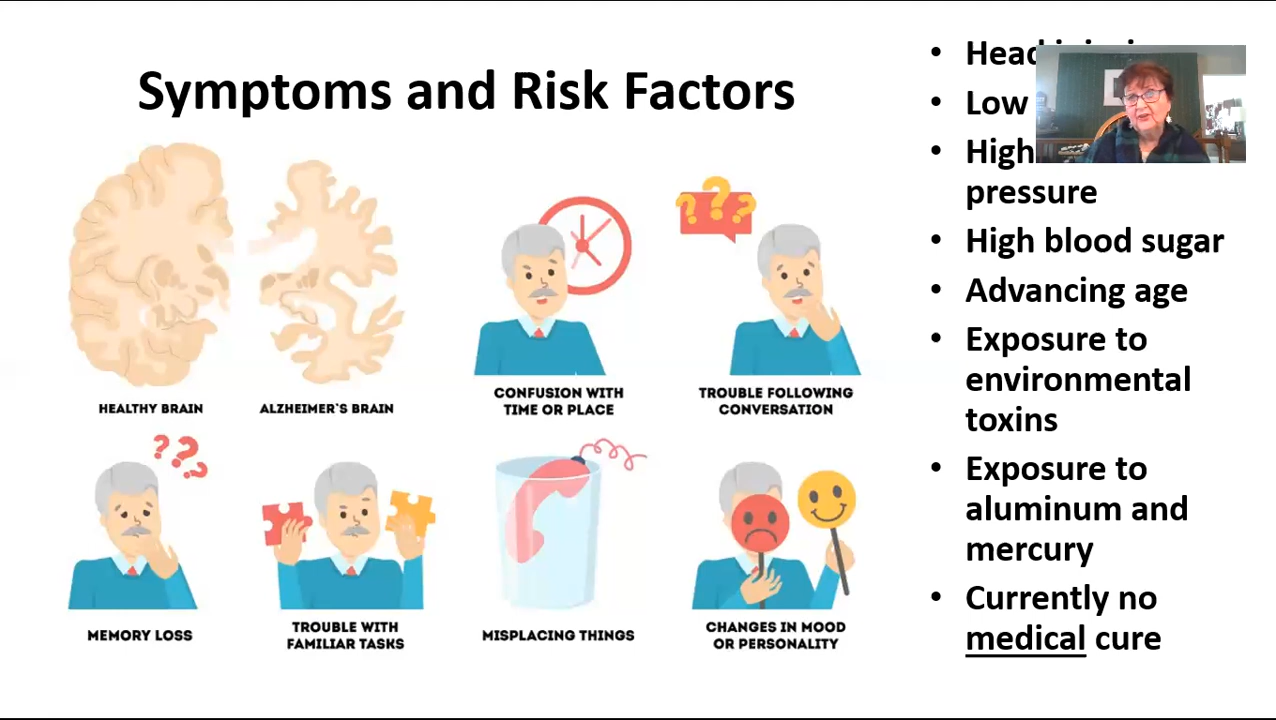 Symptoms and Risk Factors
HEALTHY BRAIN
ALZHEIMER'S BRAIN
CONFUSION WITH
TIME OR PLACE
TROUBLE FOLLOWING
CONVERSATION
MEMORY LOSS
TROUBLE WITH
FAMILIAR TASKS
MISPLACING THINGS
CHANGES IN MOOD
OR PERSONALITY
???
???
• Head
• Low
• High
pressure
• High blood sugar
• Advancing age
• Exposure to
environmental
toxins
• Exposure to
aluminum and
mercury
• Currently no
medical cure